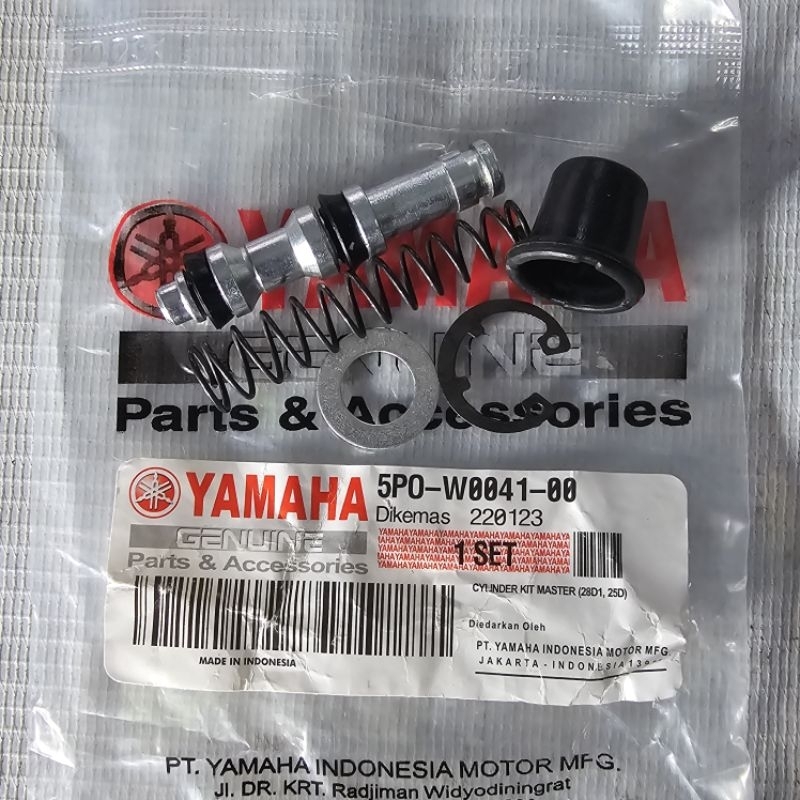 YAMAHA
GENUINE
Parts & Accessories
YAMAHA
GENUINE
Parts & Accessories
5P0-W0041-00
Dikemas 220123
1 SET
CYLINDER KIT MASTER (28D1, 25D)
Diedarkan Oleh
PT. YAMAHA INDONESIA MOTOR MFG.
JAKARTA - INDONESIA
MADE IN INDONESIA
PT. YAMAHA INDONESIA MOTOR MFG.
Jl. DR. KRT. Radjiman Widyodiningrat